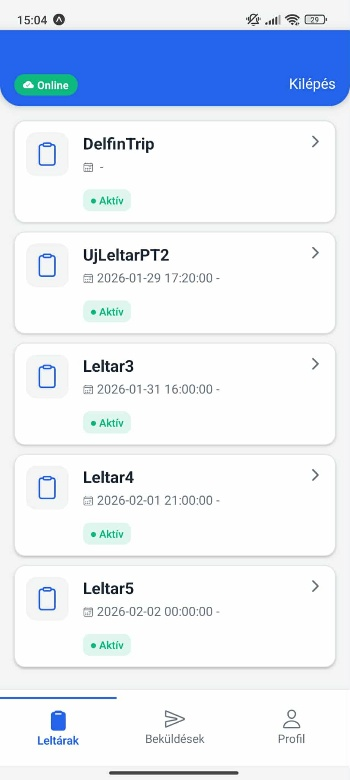 15:04
29
Online
Kilépés
DelfinTrip
-
Aktív
UjLeltarPT2
2026-01-29 17:20:00 -
Aktív
Leltar3
2026-01-31 16:00:00 -
Aktív
Leltar4
2026-02-01 21:00:00 -
Aktív
Leltar5
2026-02-02 00:00:00 -
Aktív
Leltárak
Beküldések
Profil